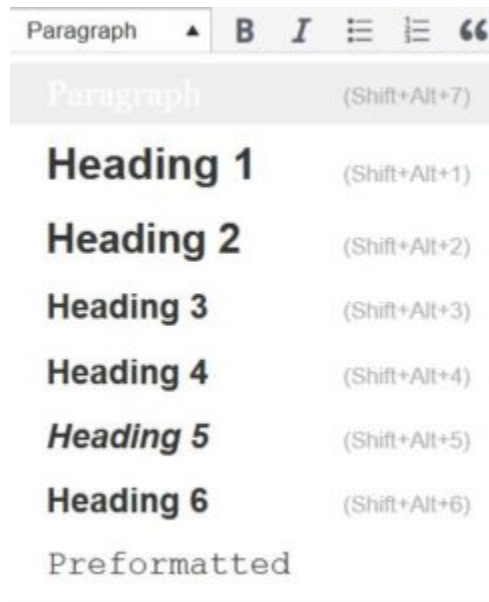 Paragraph B I
Paragraph (Shift+Alt+7)
Heading 1 (Shift+Alt+1)
Heading 2 (Shift+Alt+2)
Heading 3 (Shift+Alt+3)
Heading 4 (Shift+Alt+4)
Heading 5 (Shift+Alt+5)
Heading 6 (Shift+Alt+6)
Preformatted